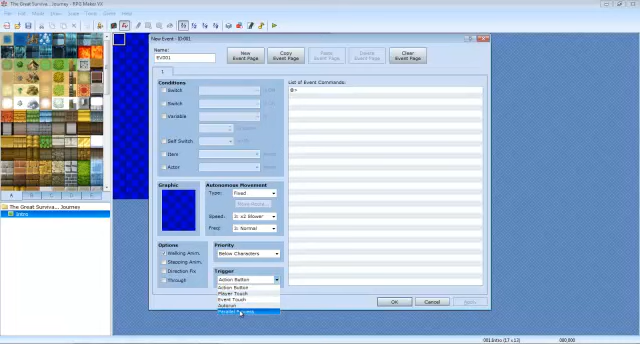 The Great Surviva... Journey - RPG Maker VX
File Edit Mode Draw Scale Tools Game Help
New Event - ID:001
Name:
EV001
New
Event Page
Copy
Event Page
Paste
Event Page
Delete
Event Page
Clear
Event Page
1
Conditions
Switch
Switch
Variable
Self Switch
Item
Actor
List of Event Commands:
@>
Graphic
Autonomous Movement
Type: Fixed
Move Route...
Speed: 3: x2 Slower
Freq: 3: Normal
Options
Walking Anm.
Stepping Anm.
Direction Fix
Through
Priority
Below Characters
Trigger
Action Button
Action Button
Player Touch
Event Touch
Autorun
Parallel Process
OK
Cancel
Apply
A B C D E
The Great Surviva... Journey
Intro
001:Intro (17 x 13)
000,000